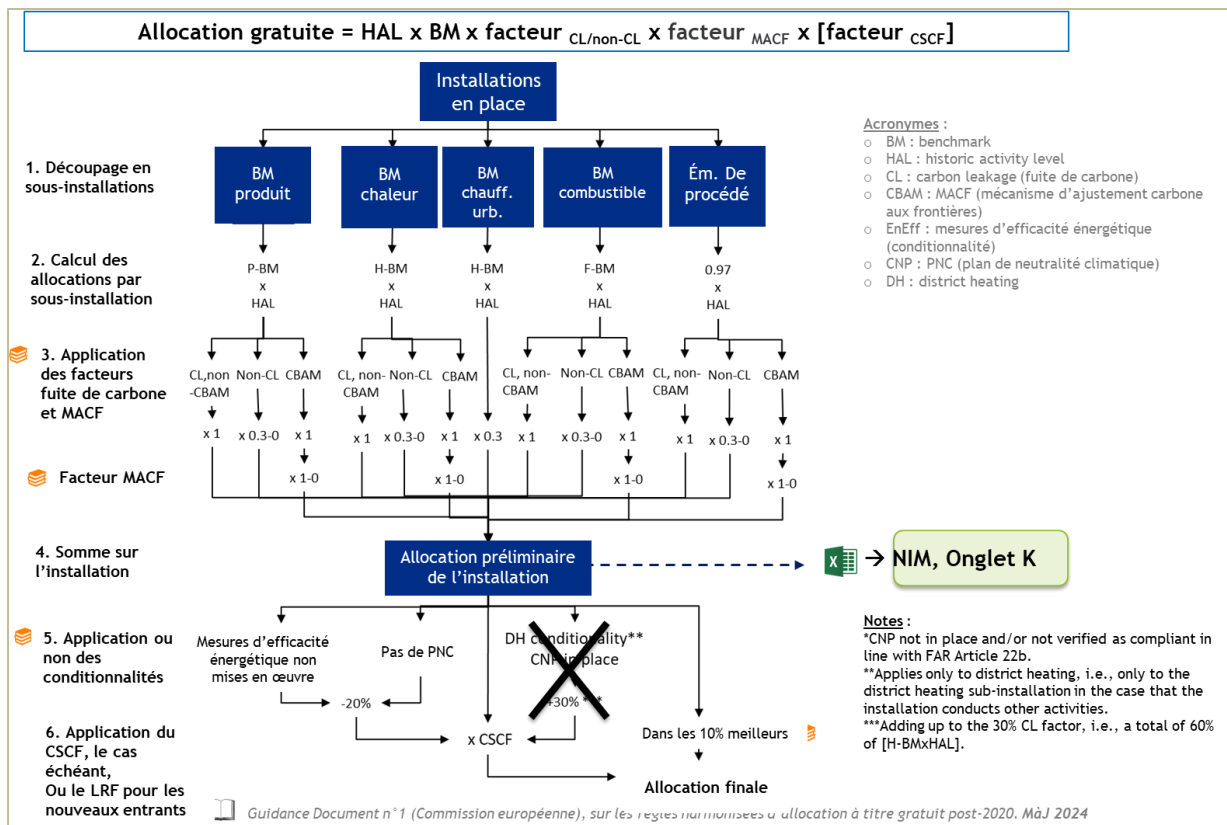 Allocation gratuite = HAL x BM x facteur CL/non-CL x facteur MACF x [facteur CSCF]
Installations
en place
Acronymes :
o BM : benchmark
o HAL : historic activity level
o CL : carbon leakage (fuite de carbone)
o CBAM : MACF (mécanisme d'ajustement carbone
aux frontières)
o EnEff : mesures d'efficacité énergétique
(conditionnalité)
o CNP : PNC (plan de neutralité climatique)
o DH : district heating
1. Découpage en
sous-installations
BM
produit
BM
chaleur
BM
chauff.
urb.
BM
combustible
Ém. De
procédé
2. Calcul des
allocations par
sous-installation
P-BM
x
HAL
H-BM
x
HAL
H-BM
x
HAL
F-BM
x
HAL
0.97
x
HAL
3. Application
des facteurs
fuite de carbone
et MACF
CL,non
-CBAM
Non-CL
CBAM
CL, non-
CBAM
Non-CL
CBAM
CL, non-
CBAM
Non-CL
CBAM
CL, non-
CBAM
Non-CL
CBAM
x 1
x 0.3-0
x 1
x 1
x 0.3-0
x 1
x 0.3
x 1
x 0.3-0
x 1
x 1
x 0.3-0
x 1
Facteur MACF
x 1-0
x 1-0
x 1-0
x 1-0
4. Somme sur
l'installation
Allocation préliminaire
de l'installation
NIM, Onglet K
5. Application ou
non des
conditionnalités
Mesures d'efficacité
énergétique non
mises en œuvre
Pas de PNC
DH conditionality**
CNP in place
-20%
+30%
Notes :
*CNP not in place and/or not verified as compliant in
line with FAR Article 22b.
**Applies only to district heating, i.e., only to the
district heating sub-installation in the case that the
installation conducts other activities.
***Adding up to the 30% CL factor, i.e., a total of 60%
of [H-BMxHAL].
6. Application du
CSCF, le cas
échéant,
Ou le LRF pour les
nouveaux entrants
x CSCF
Dans les 10% meilleurs
Allocation finale
Guidance Document n°1 (Commission européenne), sur les règles harmonisées d'allocation à titre gratuit post-2020. MàJ 2024